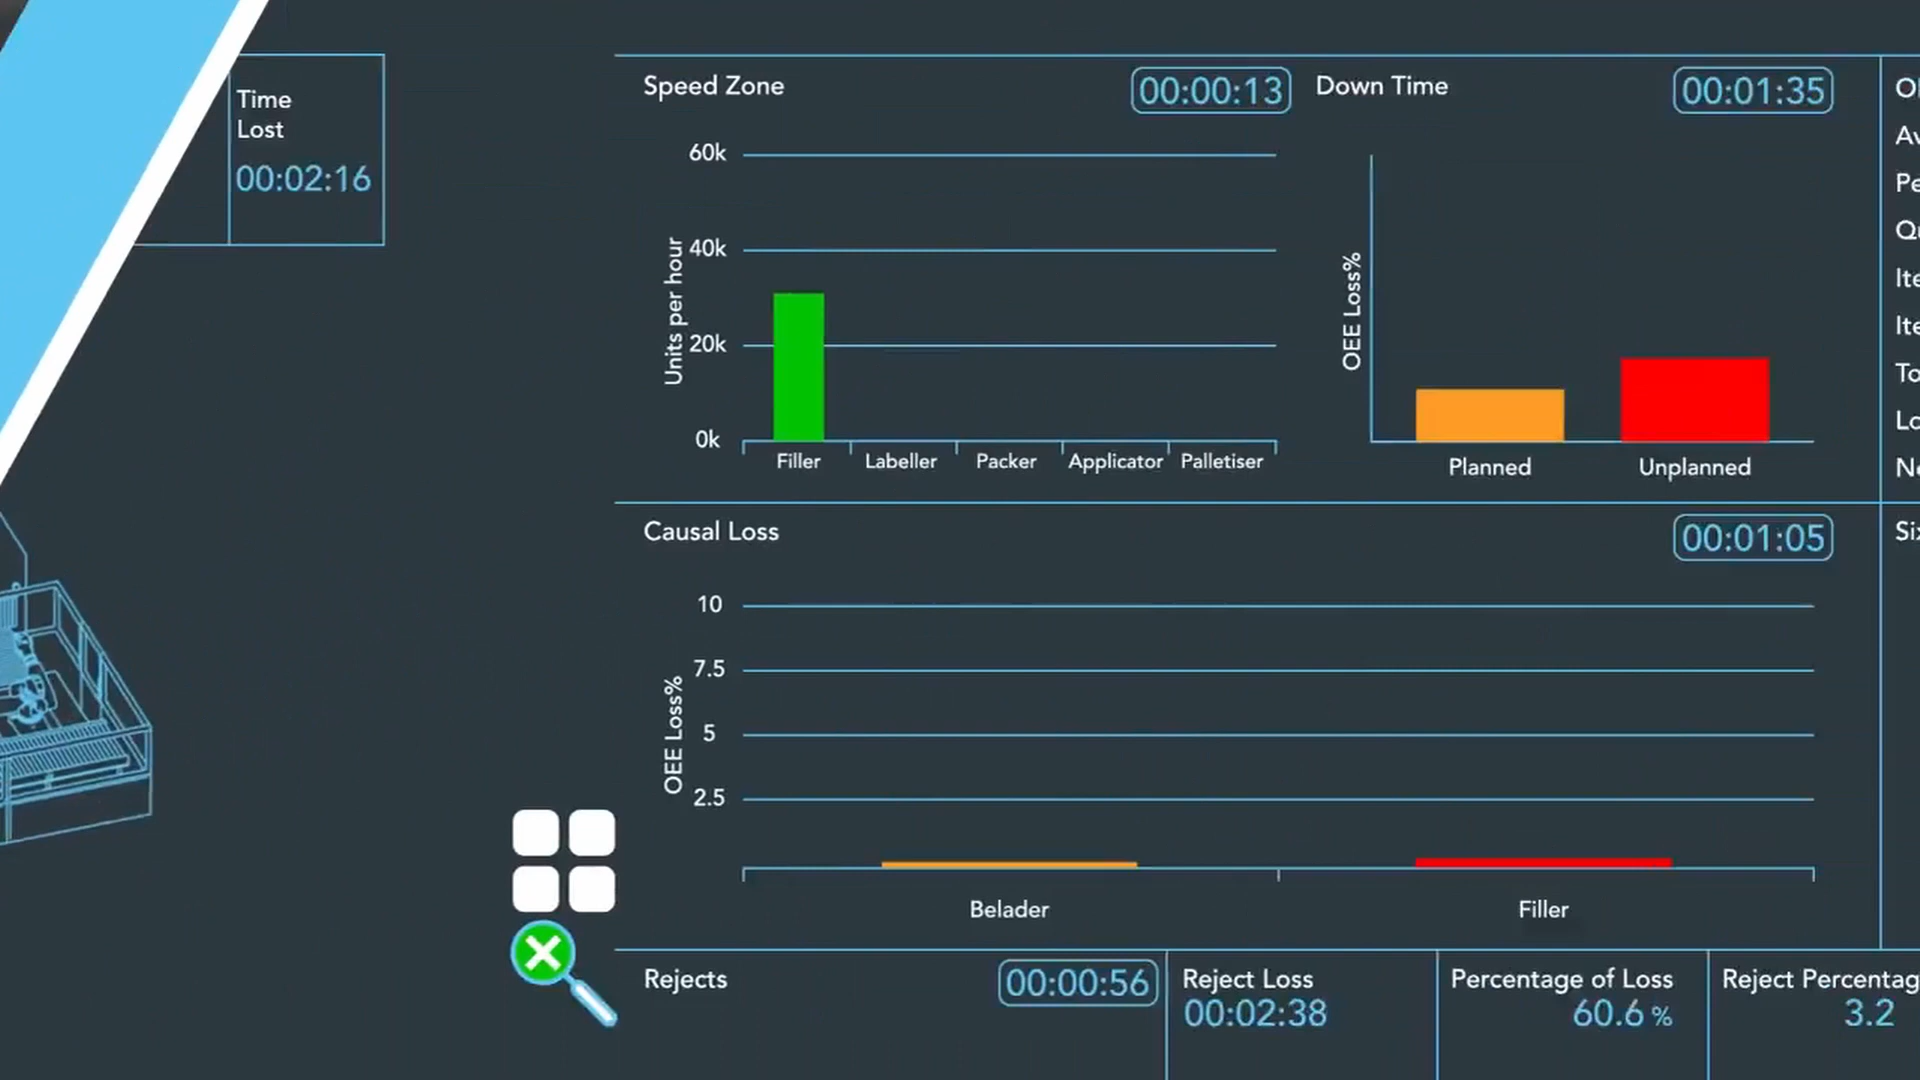 Time
Lost
00:02:16
Speed Zone
00:00:13
60k
40k
20k
0k
Units per hour
Filler
Labeller
Packer
Applicator
Palletiser
Down Time
00:01:35
OEE Loss%
Planned
Unplanned
Causal Loss
00:01:05
10
7.5
5
2.5
OEE Loss%
Belader
Filler
Rejects
00:00:56
Reject Loss
00:02:38
Percentage of Loss
60.6 %
Reject Percentag
3.2